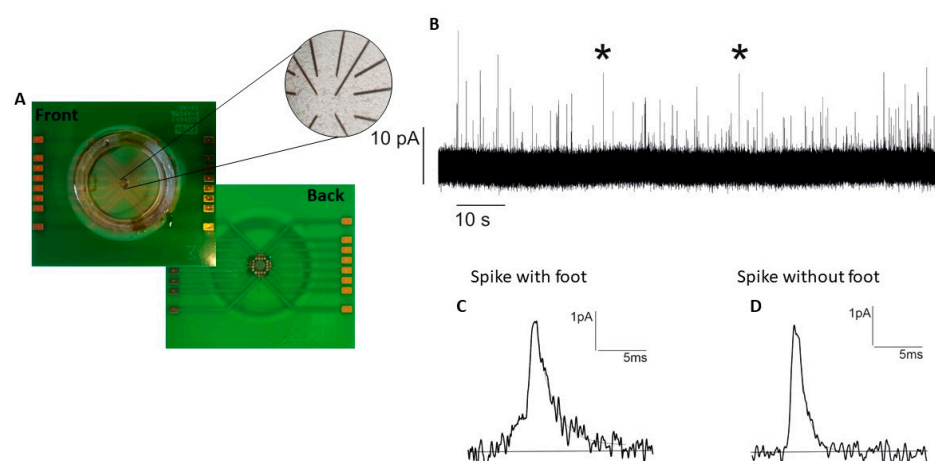 A
Front
Back
B
*
*
10 pA
10 s
Spike with foot
C
1pA
5ms
Spike without foot
D
1pA
5ms